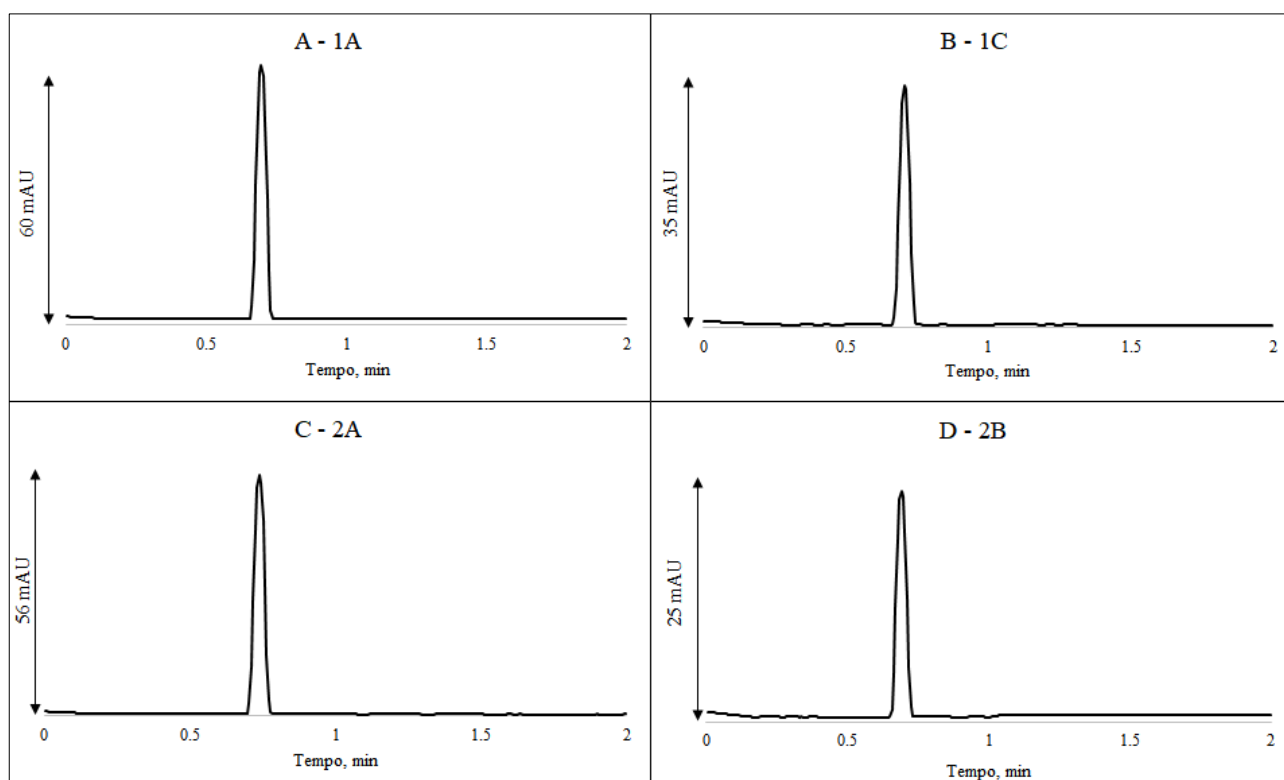 A - 1A
60 mAU
0 0.5 1 1.5 2
Tempo, min
B - 1C
35 mAU
0 0.5 1 1.5 2
Tempo, min
C - 2A
56 mAU
0 0.5 1 1.5 2
Tempo, min
D - 2B
25 mAU
0 0.5 1 1.5 2
Tempo, min